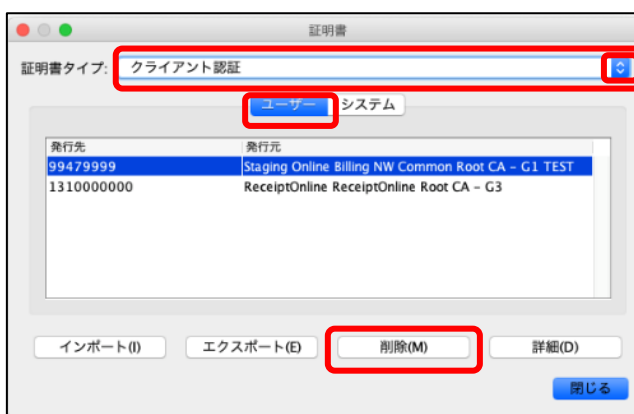 証明書
証明書タイプ: クライアント認証
ユーザー システム
発行先 発行元
99479999 Staging Online Billing NW Common Root CA - G1 TEST
1310000000 ReceiptOnline ReceiptOnline Root CA - G3
インポート(I) エクスポート(E) 削除(M) 詳細(D)
閉じる